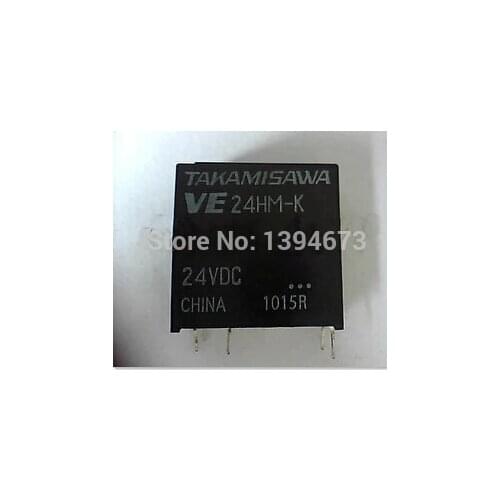 TAKAMISAWA
VE 24HM-K
Store No: 1394673
24VDC
CHINA 1015R